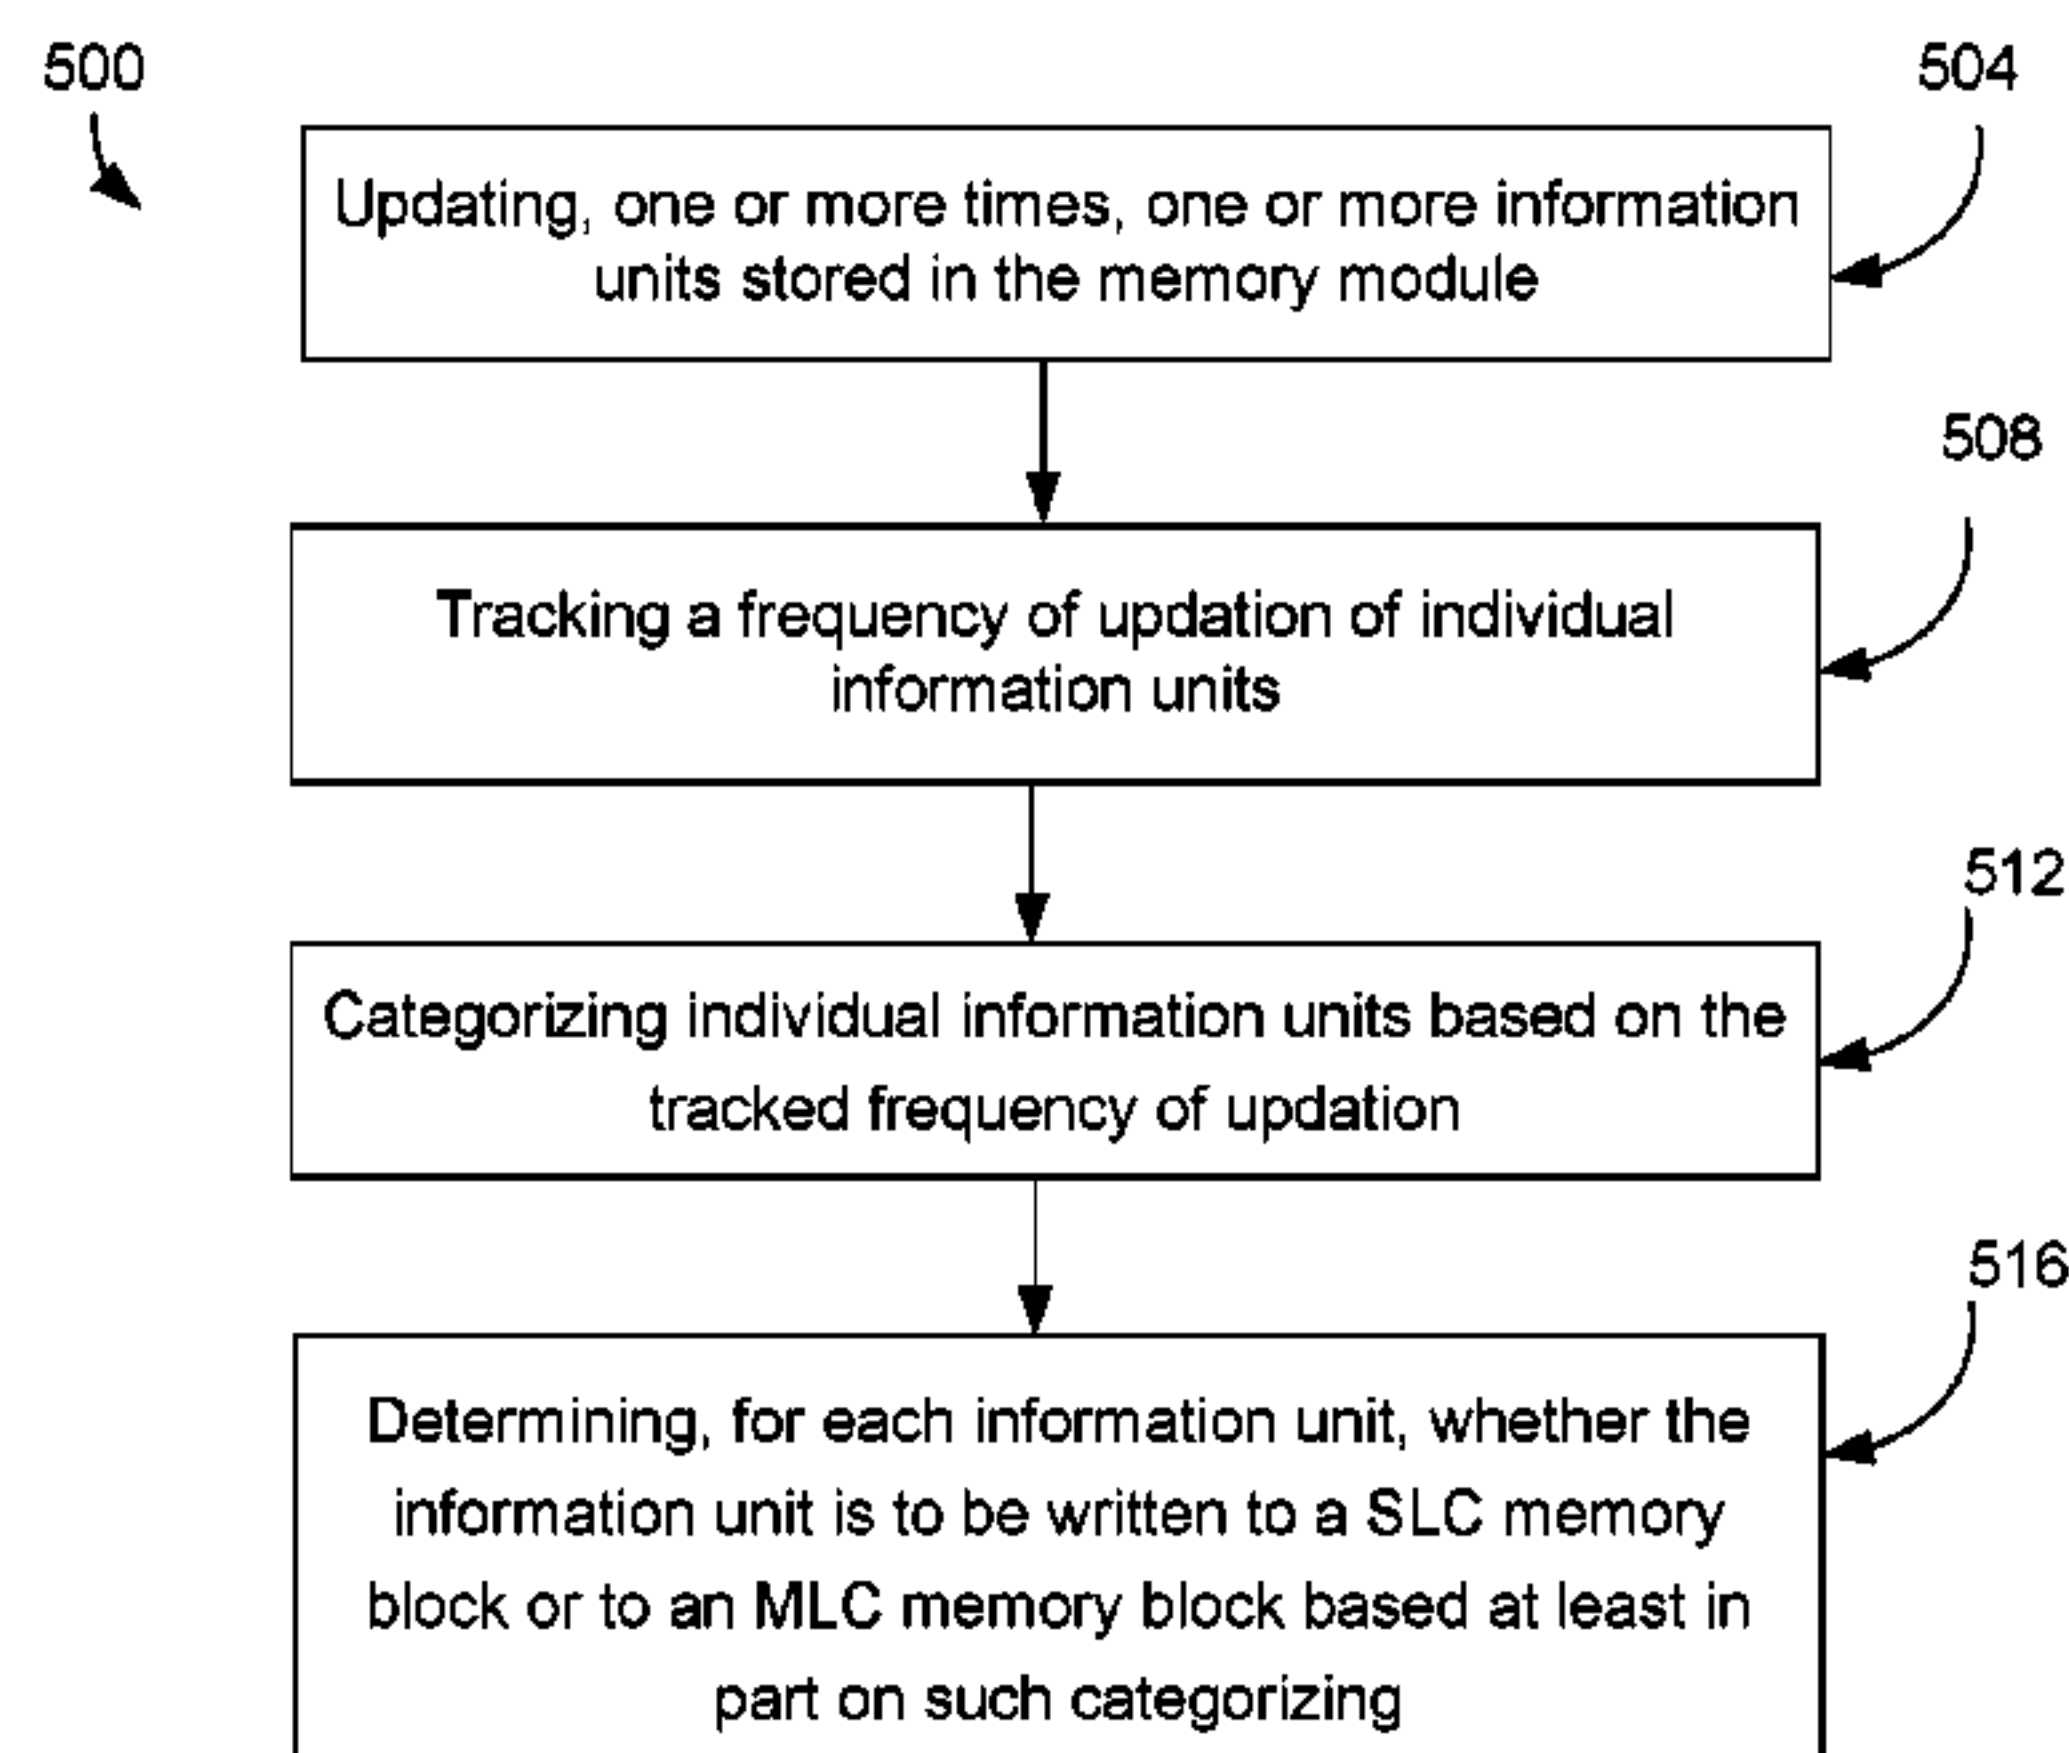 500
504
Updating, one or more times, one or more information
units stored in the memory module
508
Tracking a frequency of updation of individual
information units
512
Categorizing individual information units based on the
tracked frequency of updation
516
Determining, for each information unit, whether the
information unit is to be written to a SLC memory
block or to an MLC memory block based at least in
part on such categorizing